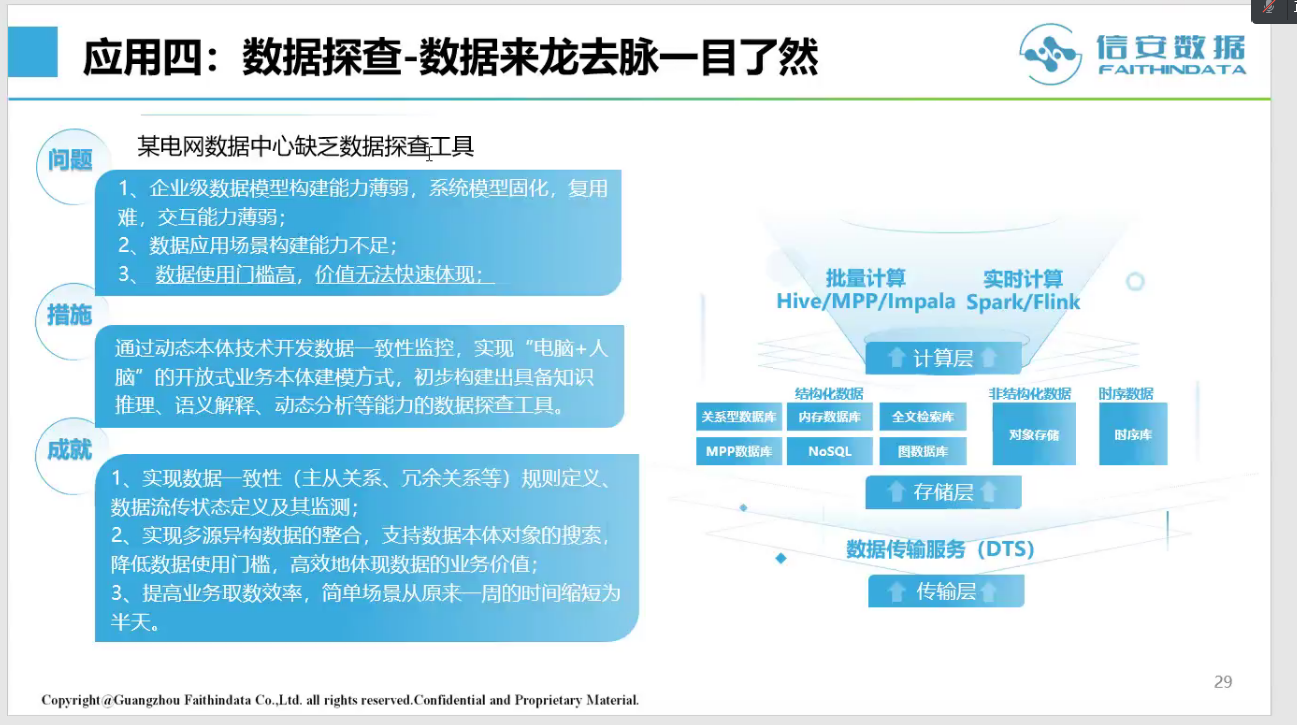 应用四：数据探查-数据来龙去脉一目了然
信安数据
FAITHINDATA
问题
某电网数据中心缺乏数据探查工具
1、企业级数据模型构建能力薄弱，系统模型固化，复用
难，交互能力薄弱；
2、数据应用场景构建能力不足；
3、 数据使用门槛高，价值无法快速体现；
措施
通过动态本体技术开发数据一致性监控，实现“电脑+人
脑”的开放式业务本体建模方式，初步构建出具备知识
推理、语义解释、动态分析等能力的数据探查工具。
成就
1、实现数据一致性（主从关系、冗余关系等）规则定义、
数据流传状态定义及其监测；
2、实现多源异构数据的整合，支持数据本体对象的搜索，
降低数据使用门槛，高效地体现数据的业务价值；
3、提高业务取数效率，简单场景从原来一周的时间缩短为
半天。
批量计算 实时计算
Hive/MPP/Impala Spark/Flink
计算层
结构化数据 非结构化数据 时序数据
关系型数据库 内存数据库 全文检索库
对象存储 时序库
MPP数据库 NoSQL 图数据库
存储层
数据传输服务（DTS）
传输层
29
Copyright@Guangzhou Faithindata Co.,Ltd. all rights reserved.Confidential and Proprietary Material.